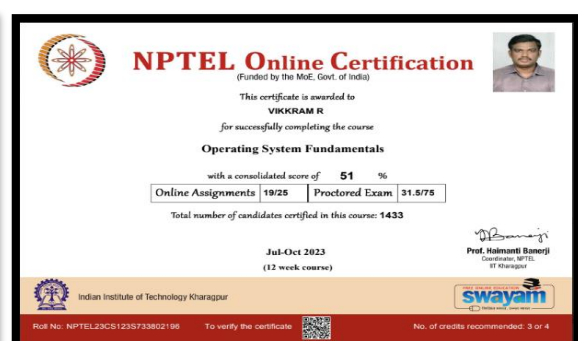 NPTEL Online Certification
(Funded by the MoE, Govt. of India)
This certificate is awarded to
VIKKRAM R
for successfully completing the course
Operating System Fundamentals
with a consolidated score of 51 %
Online Assignments 19/25 Proctored Exam 31.5/75
Total number of candidates certified in this course: 1433
Jul-Oct 2023
(12 week course)
Prof. Haimanti Banerji
Coordinator, NPTEL
IIT Kharagpur
Indian Institute of Technology Kharagpur
FREE ONLINE EDUCATION
swayam
Roll No: NPTEL23CS123S733802196 To verify the certificate No. of credits recommended: 3 or 4